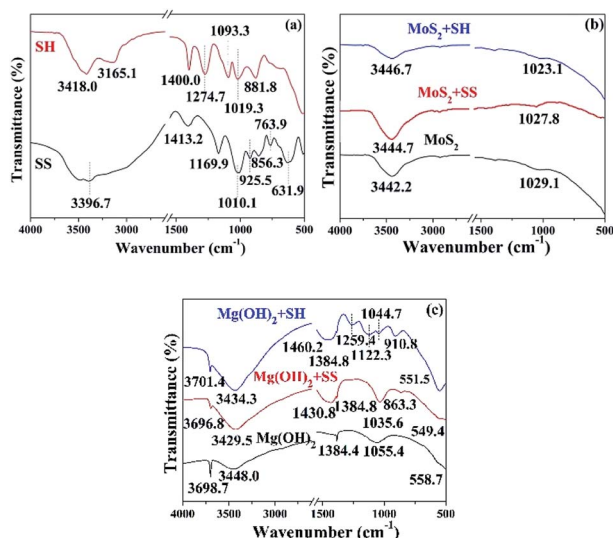 (a)
SH
1093.3
3418.0
3165.1
1400.0
1274.7
1019.3
881.8
SS
1413.2
763.9
1169.9
856.3
925.5
631.9
3396.7
1010.1
Transmittance (%)
4000 3500 3000 1500 1000 500
Wavenumber (cm⁻¹)
(b)
MoS₂+SH
3446.7
1023.1
MoS₂+SS
1027.8
3444.7
MoS₂
3442.2
1029.1
Transmittance (%)
4000 3500 3000 1500 1000 500
Wavenumber (cm⁻¹)
(c)
Mg(OH)₂+SH
1044.7
1460.2
1259.4
1384.8
1122.3
910.8
3701.4
3434.3
551.5
Mg(OH)₂+SS
1430.8
1384.8
863.3
3696.8
1035.6
3429.5
549.4
Mg(OH)₂
1384.4
1055.4
3448.0
3698.7
558.7
Transmittance (%)
4000 3500 3000 1500 1000 500
Wavenumber (cm⁻¹)